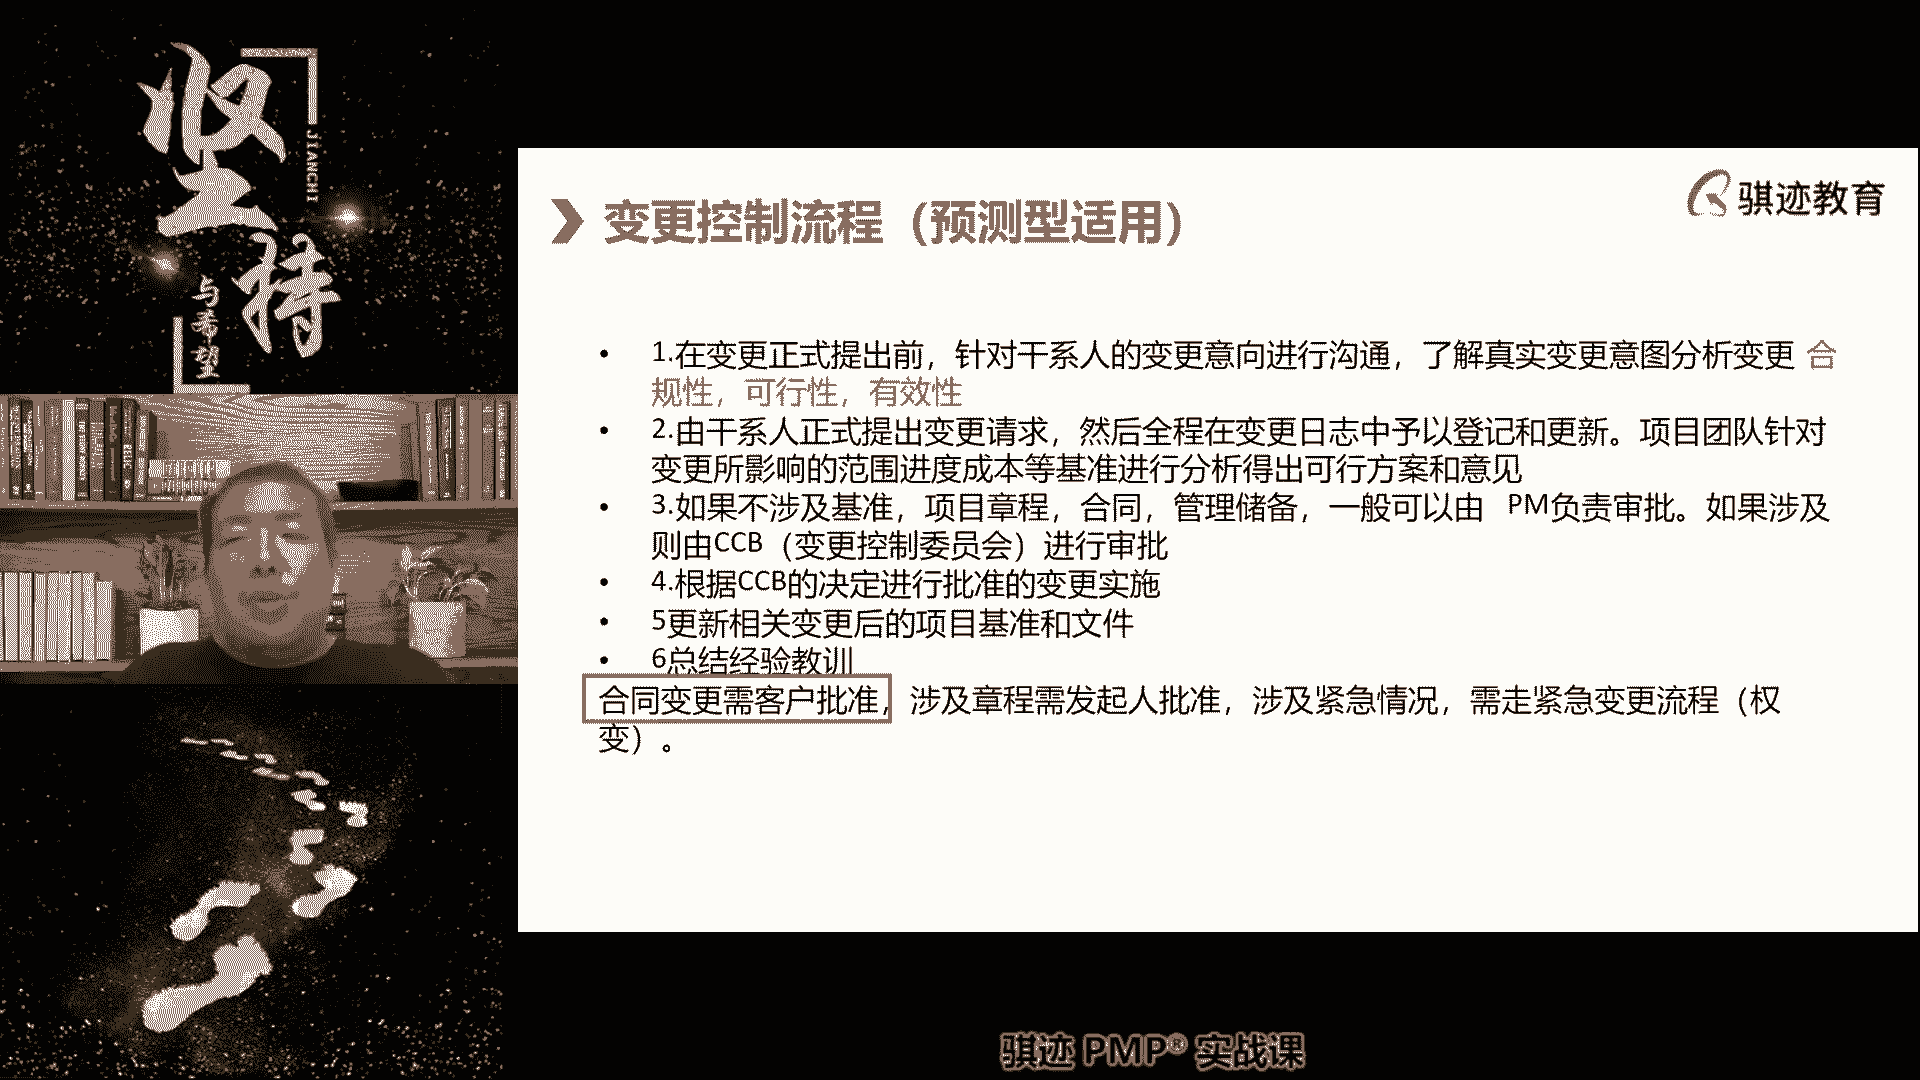 坚持
JIANCHI
与希望
骐迹教育
变更控制流程（预测型适用）
• 1.在变更正式提出前，针对干系人的变更意向进行沟通，了解真实变更意图分析变更 合
规性，可行性，有效性
• 2.由干系人正式提出变更请求，然后全程在变更日志中予以登记和更新。项目团队针对
变更所影响的范围进度成本等基准进行分析得出可行方案和意见
• 3.如果不涉及基准，项目章程，合同，管理储备，一般可以由 PM负责审批。如果涉及
则由CCB（变更控制委员会）进行审批
• 4.根据CCB的决定进行批准的变更实施
• 5更新相关变更后的项目基准和文件
• 6总结经验教训
合同变更需客户批准，涉及章程需发起人批准，涉及紧急情况，需走紧急变更流程（权
变）。
骐迹 PMP® 实战课